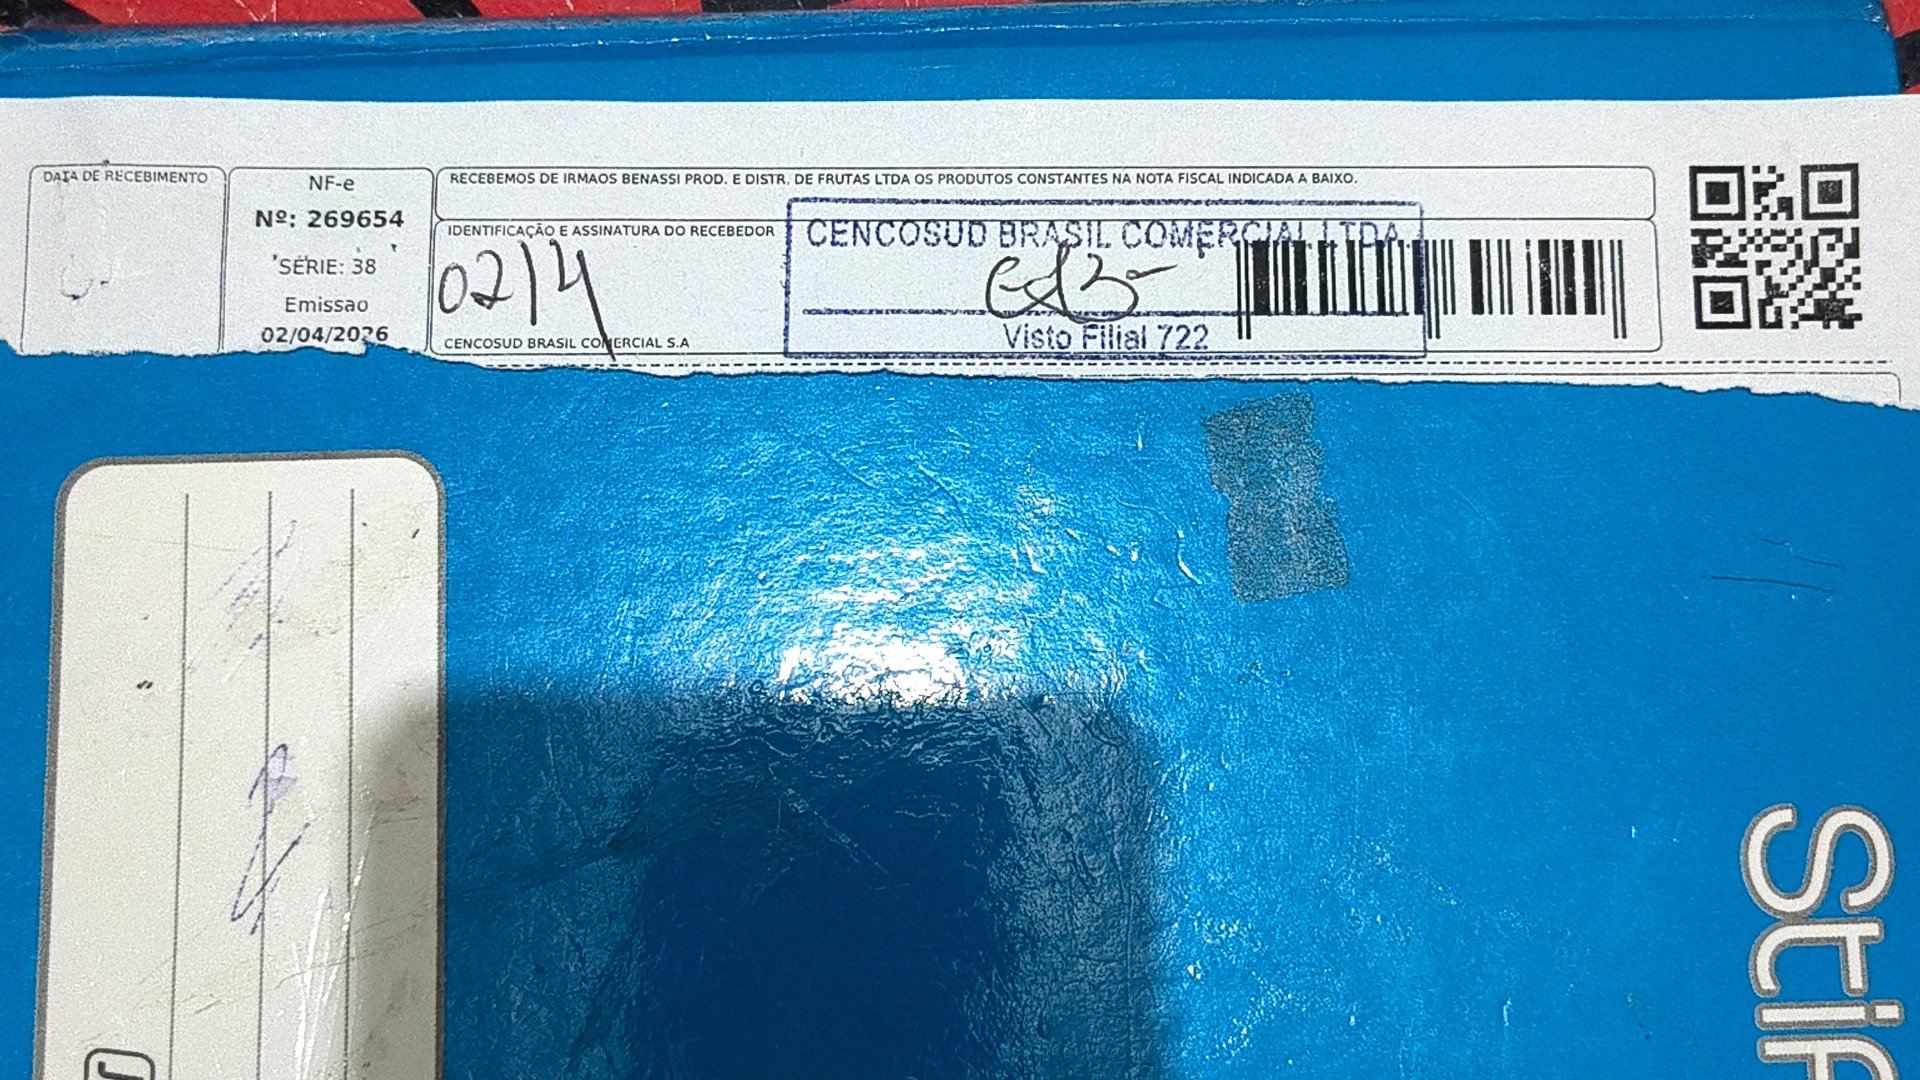 DATA DE RECEBIMENTO
NF-e
Nº: 269654
SÉRIE: 38
Emissao
02/04/2026
RECEBEMOS DE IRMAOS BENASSI PROD. E DISTR. DE FRUTAS LTDA OS PRODUTOS CONSTANTES NA NOTA FISCAL INDICADA A BAIXO.
IDENTIFICAÇÃO E ASSINATURA DO RECEBEDOR
02/4
CENCOSUD BRASIL COMERCIAL S.A
CENCOSUD BRASIL COMERCIAL LTDA.
Visto Filial 722